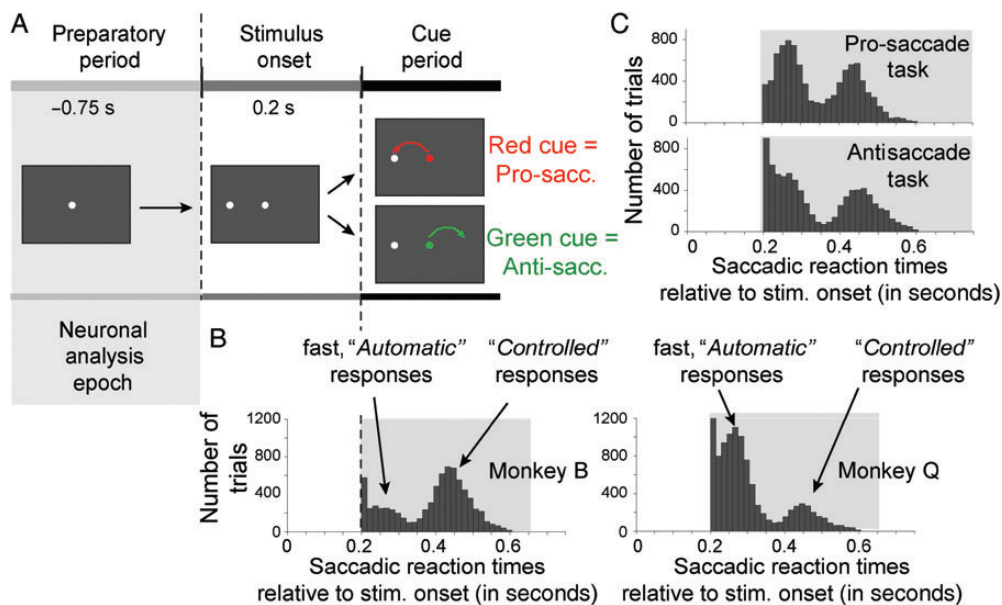 A
Preparatory
period
Stimulus
onset
Cue
period
–0.75 s
0.2 s
Red cue =
Pro-sacc.
Green cue =
Anti-sacc.
Neuronal
analysis
epoch
C
Number of trials
800
400
0
Pro-saccade
task
800
400
0
Antisaccade
task
0 0.2 0.4 0.6
Saccadic reaction times
relative to stim. onset (in seconds)
B
fast, "Automatic"
responses
"Controlled"
responses
Number of
trials
1200
800
400
0
Monkey B
0 0.2 0.4 0.6
Saccadic reaction times
relative to stim. onset (in seconds)
fast, "Automatic"
responses
"Controlled"
responses
1200
800
400
0
Monkey Q
0 0.2 0.4 0.6
Saccadic reaction times
relative to stim. onset (in seconds)